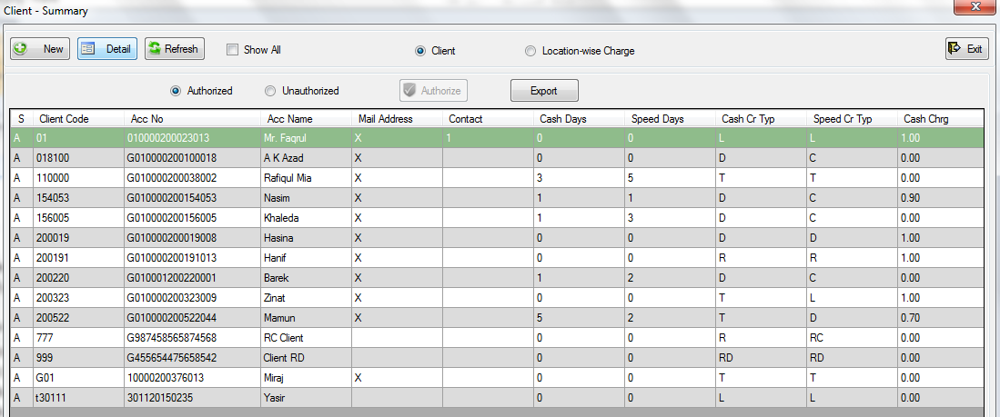 Client - Summary
New Detail Refresh Show All Client Location-wise Charge Exit
Authorized Unauthorized Authorize Export
S Client Code Acc No Acc Name Mail Address Contact Cash Days Speed Days Cash Cr Typ Speed Cr Typ Cash Chrg
A 01 010000200023013 Mr. Faqrul X 1 0 0 L L 1.00
A 018100 G010000200100018 A K Azad X 0 0 D C 0.00
A 110000 G010000200038002 Rafiqul Mia X 3 5 T T 0.00
A 154053 G010000200154053 Nasim X 1 1 D C 0.90
A 156005 G010000200156005 Khaleda X 1 3 D C 0.00
A 200019 G010000200019008 Hasina X 0 0 D D 1.00
A 200191 G010000200191013 Hanif X 0 0 R R 1.00
A 200220 G010001200220001 Barek X 1 2 D C 0.00
A 200323 G010000200323009 Zinat X 0 0 T L 1.00
A 200522 G010000200522044 Mamun X 5 2 T D 0.70
A 777 G987458565874568 RC Client 0 0 R RC 0.00
A 999 G455654475658542 Client RD 0 0 RD RD 0.00
A G01 10000200376013 Miraj X 0 0 T T 0.00
A t30111 301120150235 Yasir 0 0 L L 0.00